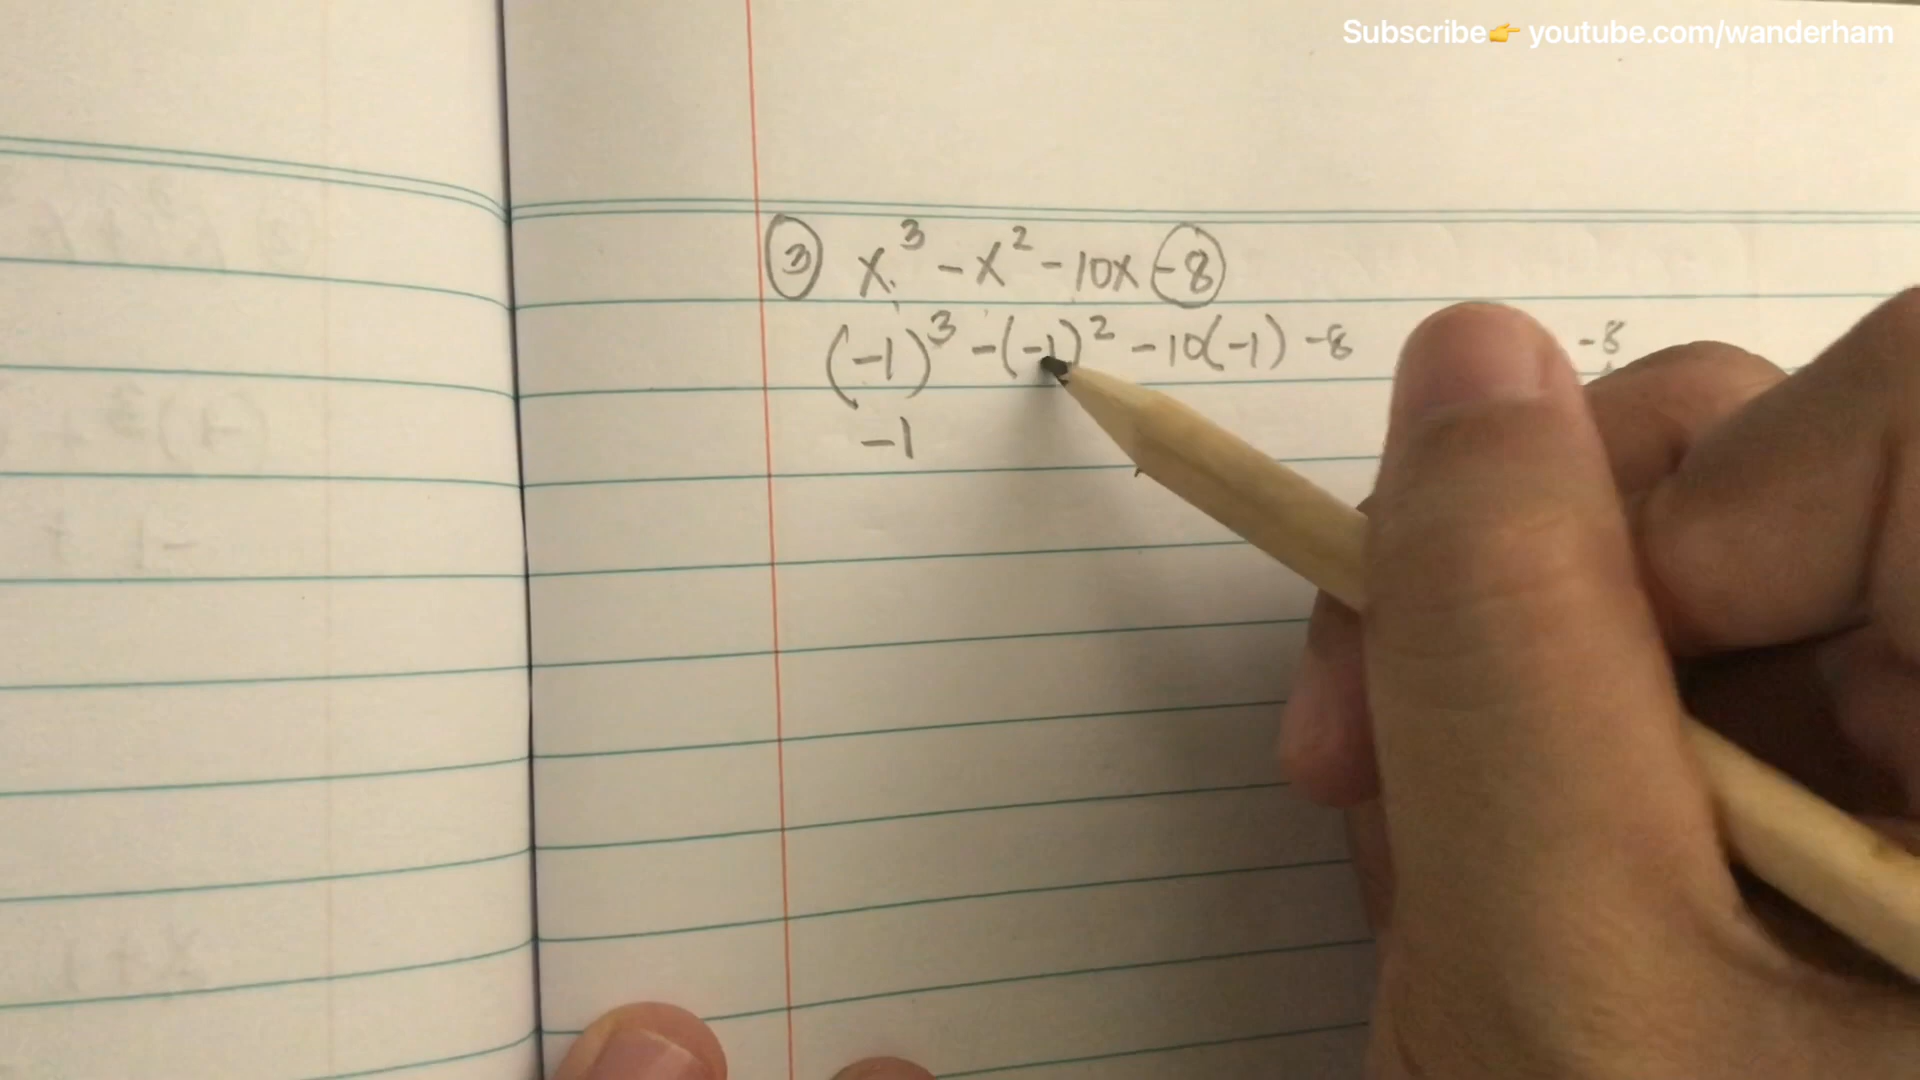 Subscribe👉 youtube.com/wanderham
③ x³ - x² - 10x -8
(-1)³ -(-1)² -10(-1) -8
-8
-1